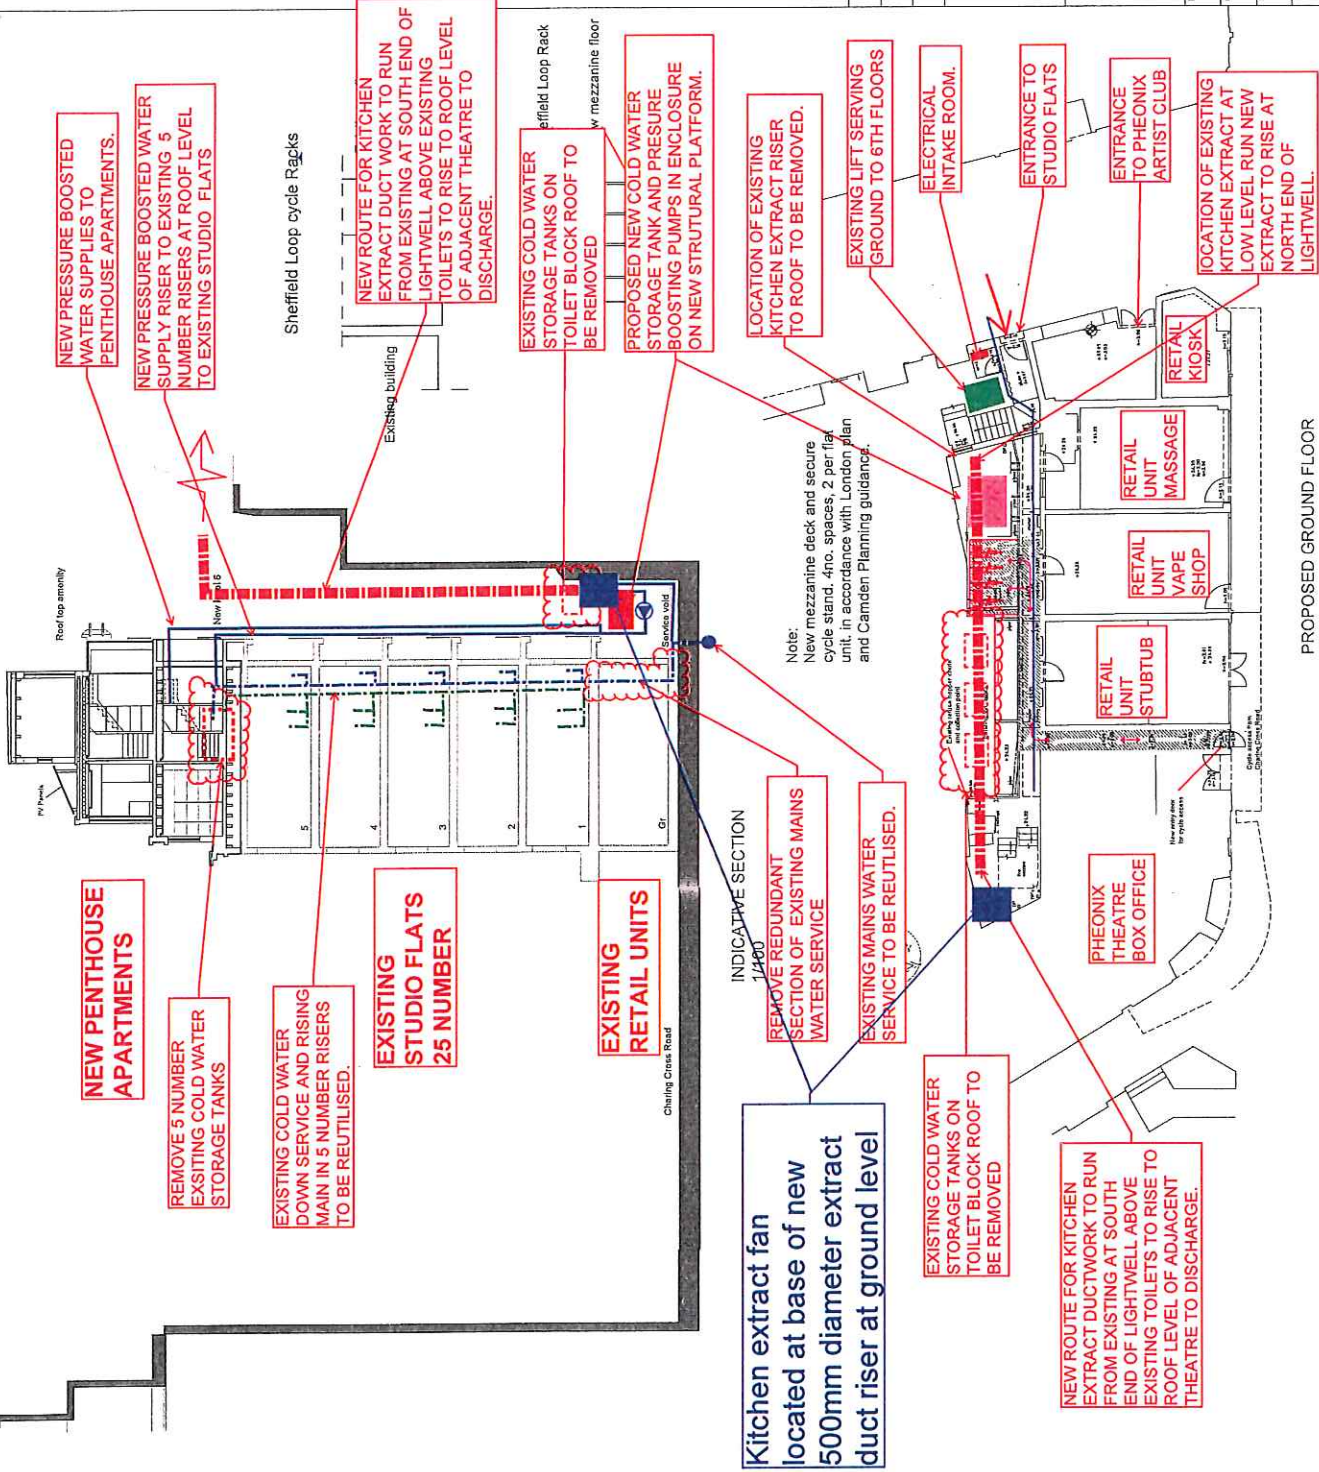 NEW PRESSURE BOOSTED
WATER SUPPLIES TO
PENTHOUSE APARTMENTS.
NEW PRESSURE BOOSTED WATER
SUPPLY RISER TO EXISTING 5
NUMBER RISERS AT ROOF LEVEL
TO EXISTING STUDIO FLATS
Sheffield Loop cycle Racks
NEW ROUTE FOR KITCHEN
EXTRACT DUCT WORK TO RUN
FROM EXISTING AT SOUTH END OF
LIGHTWELL ABOVE EXISTING
TOILETS TO RISE TO ROOF LEVEL
OF ADJACENT THEATRE TO
DISCHARGE.
Existing building
effield Loop Rack
EXISTING COLD WATER
STORAGE TANKS ON
TOILET BLOCK ROOF TO
BE REMOVED
w mezzanine floor
PROPOSED NEW COLD WATER
STORAGE TANK AND PRESURE
BOOSTING PUMPS IN ENCLOSURE
ON NEW STRUTURAL PLATFORM.
LOCATION OF EXISTING
KITCHEN EXTRACT RISER
TO ROOF TO BE REMOVED.
EXISTING LIFT SERVING
GROUND TO 6TH FLOORS
ELECTRICAL
INTAKE ROOM.
ENTRANCE TO
STUDIO FLATS
ENTRANCE
TO PHEONIX
ARTIST CLUB
lOCATION OF EXISTING
KITCHEN EXTRACT AT
LOW LEVEL RUN NEW
EXTRACT TO RISE AT
NORTH END OF
LIGHTWELL.
Roof top amenity
PV Panels
Service void
5
4
3
2
1
Gr
NEW PENTHOUSE
APARTMENTS
REMOVE 5 NUMBER
EXSITING COLD WATER
STORAGE TANKS
EXISTING COLD WATER
DOWN SERVICE AND RISING
MAIN IN 5 NUMBER RISERS
TO BE REUTILISED.
EXISTING
STUDIO FLATS
25 NUMBER
EXISTING
RETAIL UNITS
Charing Cross Road
INDICATIVE SECTION
1/100
REMOVE REDUNDANT
SECTION OF EXISTING MAINS
WATER SERVICE
EXISTING MAINS WATER
SERVICE TO BE REUTLISED.
Note:
New mezzanine deck and secure
cycle stand. 4no. spaces, 2 per flat
unit. in accordance with London plan
and Camden Planning guidance.
Kitchen extract fan
located at base of new
500mm diameter extract
duct riser at ground level
EXISTING COLD WATER
STORAGE TANKS ON
TOILET BLOCK ROOF TO
BE REMOVED
NEW ROUTE FOR KITCHEN
EXTRACT DUCTWORK TO RUN
FROM EXISTING AT SOUTH
END OF LIGHTWELL ABOVE
EXISTING TOILETS TO RISE TO
ROOF LEVEL OF ADJACENT
THEATRE TO DISCHARGE.
RETAIL
KIOSK
RETAIL
UNIT
MASSAGE
RETAIL
UNIT
VAPE
SHOP
RETAIL
UNIT
STUBTUB
PHEONIX
THEATRE
BOX OFFICE
New entry door
for cycle access
Cycle access from
Charing Cross Road
PROPOSED GROUND FLOOR